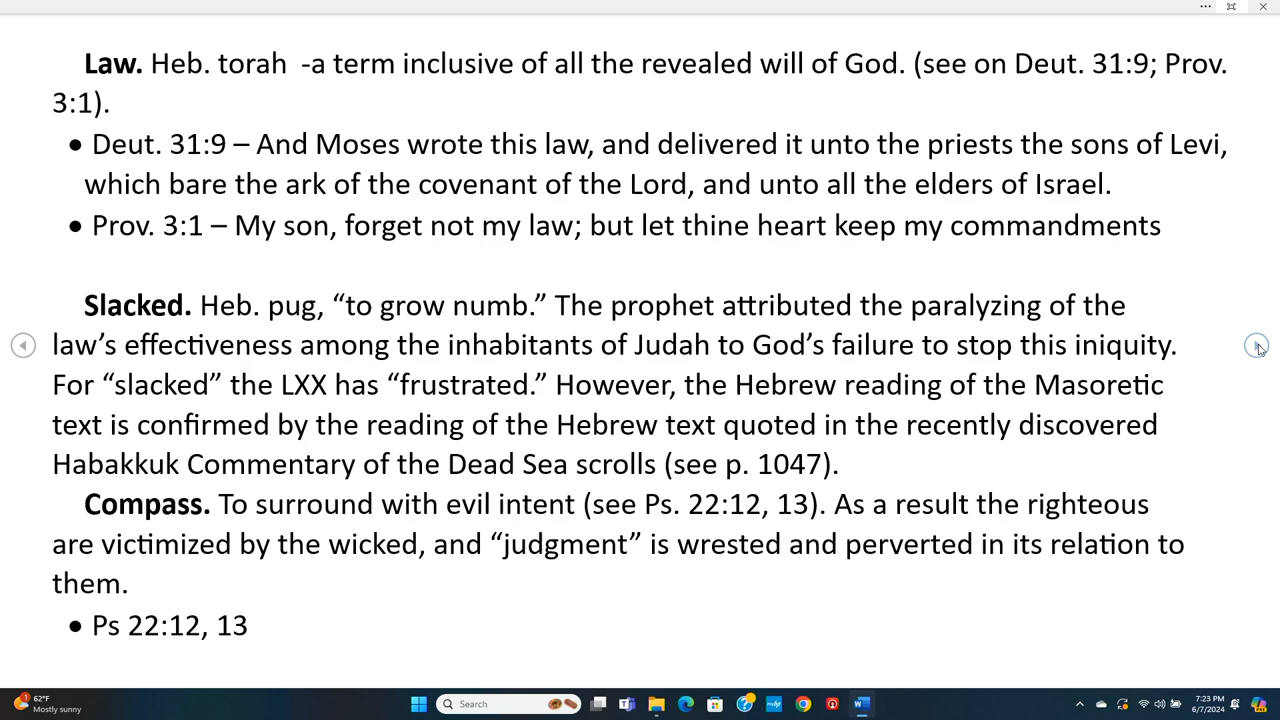 Law. Heb. torah -a term inclusive of all the revealed will of God. (see on Deut. 31:9; Prov.
3:1).
• Deut. 31:9 – And Moses wrote this law, and delivered it unto the priests the sons of Levi,
which bare the ark of the covenant of the Lord, and unto all the elders of Israel.
• Prov. 3:1 – My son, forget not my law; but let thine heart keep my commandments
Slacked. Heb. pug, “to grow numb.” The prophet attributed the paralyzing of the
law’s effectiveness among the inhabitants of Judah to God’s failure to stop this iniquity.
For “slacked” the LXX has “frustrated.” However, the Hebrew reading of the Masoretic
text is confirmed by the reading of the Hebrew text quoted in the recently discovered
Habakkuk Commentary of the Dead Sea scrolls (see p. 1047).
Compass. To surround with evil intent (see Ps. 22:12, 13). As a result the righteous
are victimized by the wicked, and “judgment” is wrested and perverted in its relation to
them.
• Ps 22:12, 13
62°F
Mostly sunny
Search
7:23 PM
6/7/2024